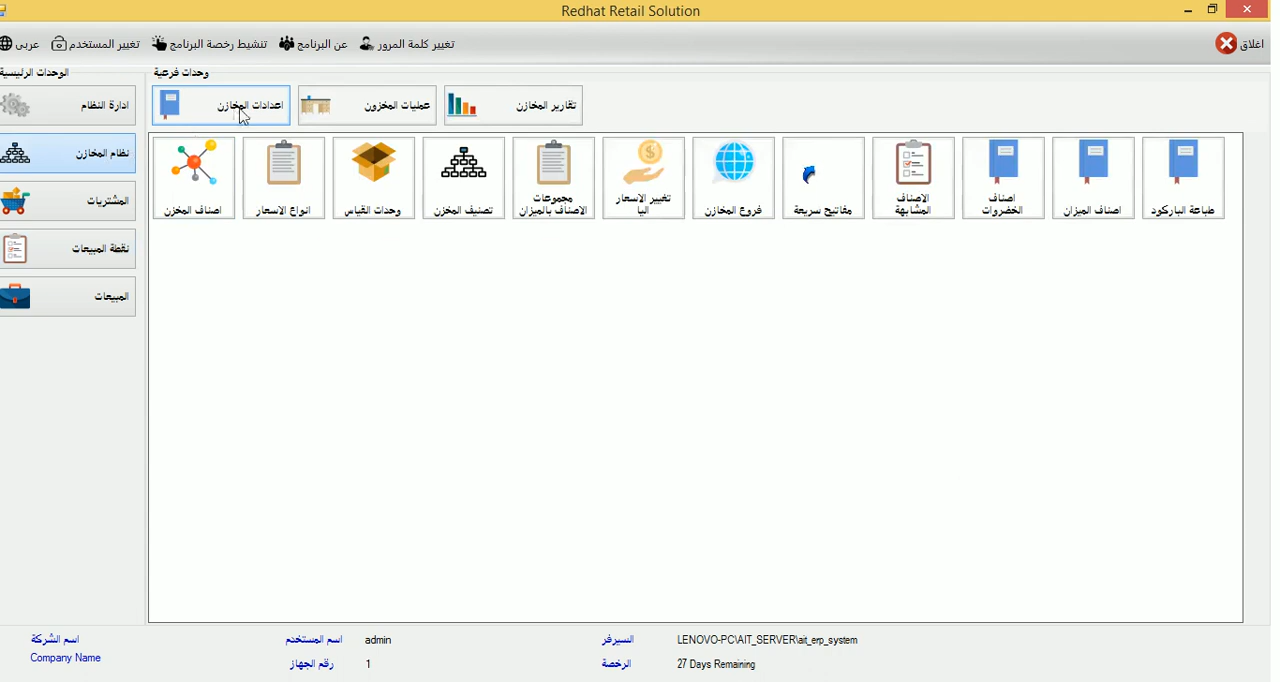 Redhat Retail Solution
عربى
تغيير المستخدم
تنشيط رخصة البرنامج
عن البرنامج
تغيير كلمة المرور
اغلاق
الوحدات الرئيسية
وحدات فرعية
ادارة النظام
نظام المخازن
المشتريات
نقطة المبيعات
المبيعات
اعدادات المخازن
عمليات المخزون
تقارير المخازن
اصناف المخزن
انواع الاسعار
وحدات القياس
تصنيف المخزن
مجموعات
الاصناف بالميزان
تغيير الاسعار
اليا
فروع المخازن
مفاتيح سريعة
الاصناف
المشابهة
اصناف
الخضروات
اصناف الميزان
طباعة الباركود
اسم الشركة
Company Name
اسم المستخدم
admin
رقم الجهاز
1
السيرفر
LENOVO-PC\AIT_SERVER\ait_erp_system
الرخصة
27 Days Remaining